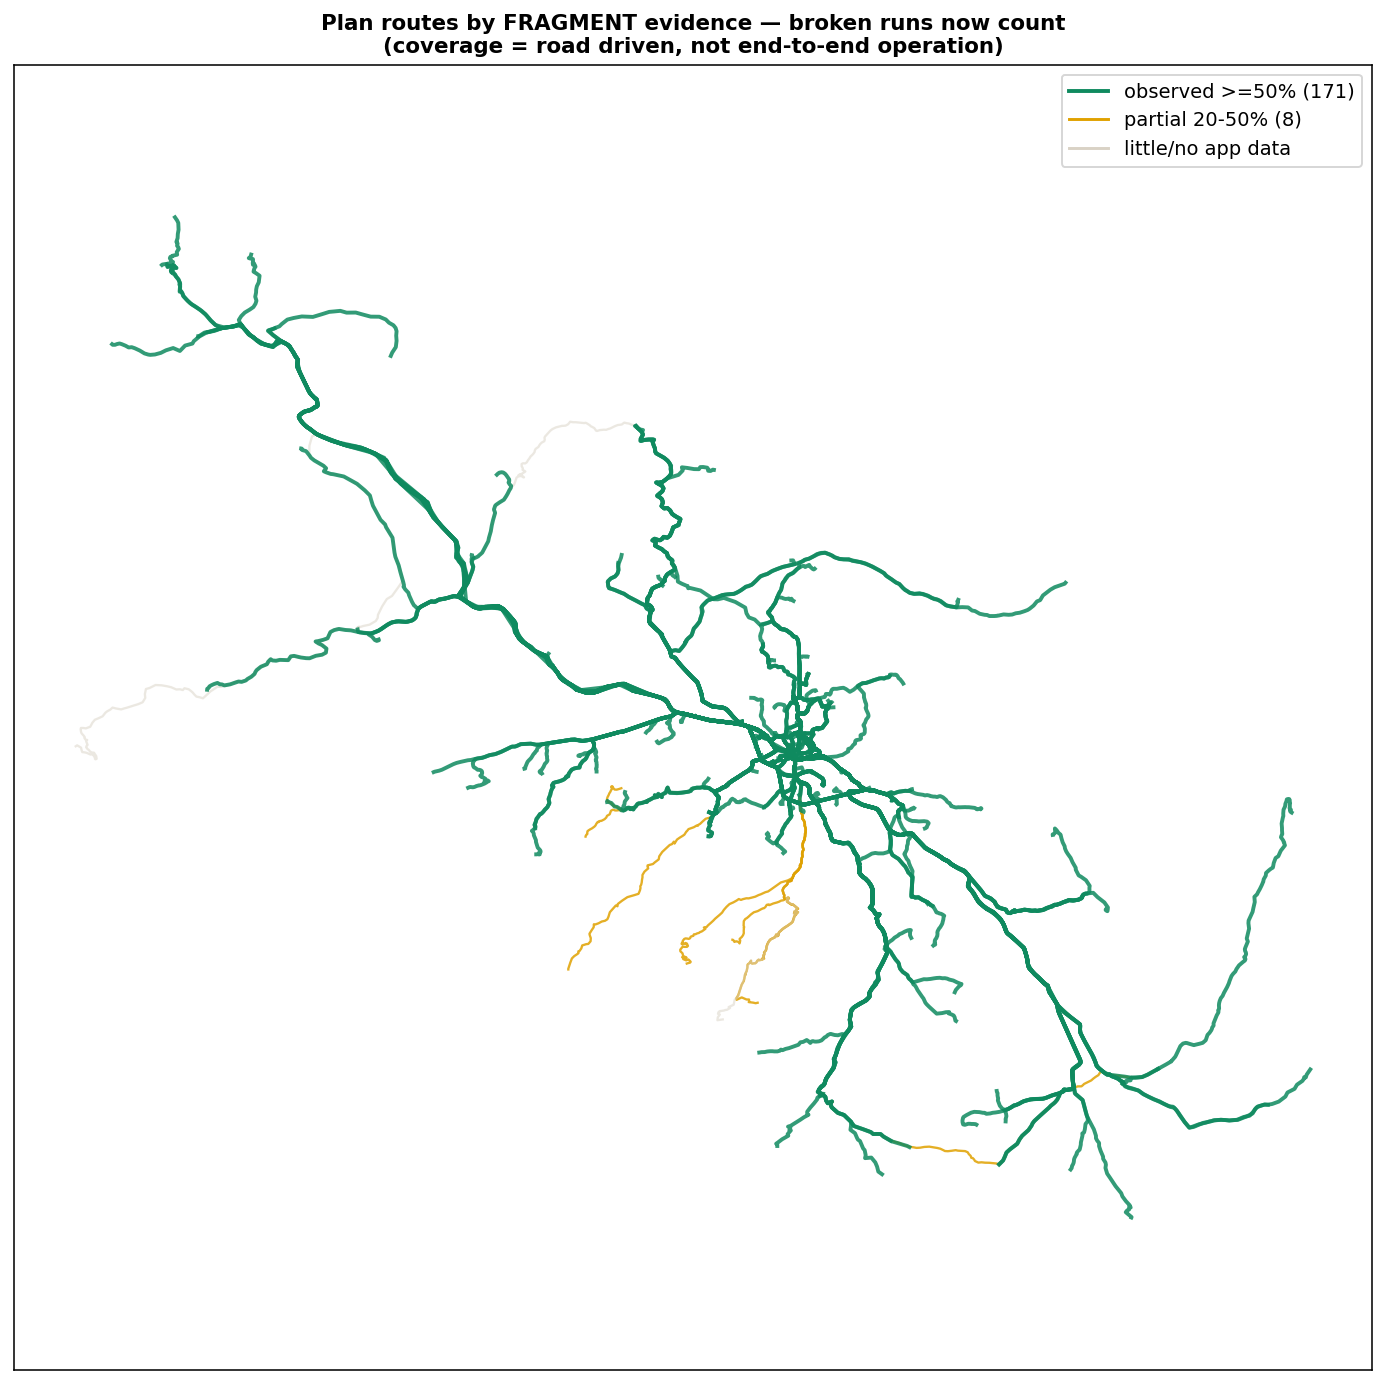 Plan routes by FRAGMENT evidence — broken runs now count
(coverage = road driven, not end-to-end operation)
observed >=50% (171)
partial 20-50% (8)
little/no app data